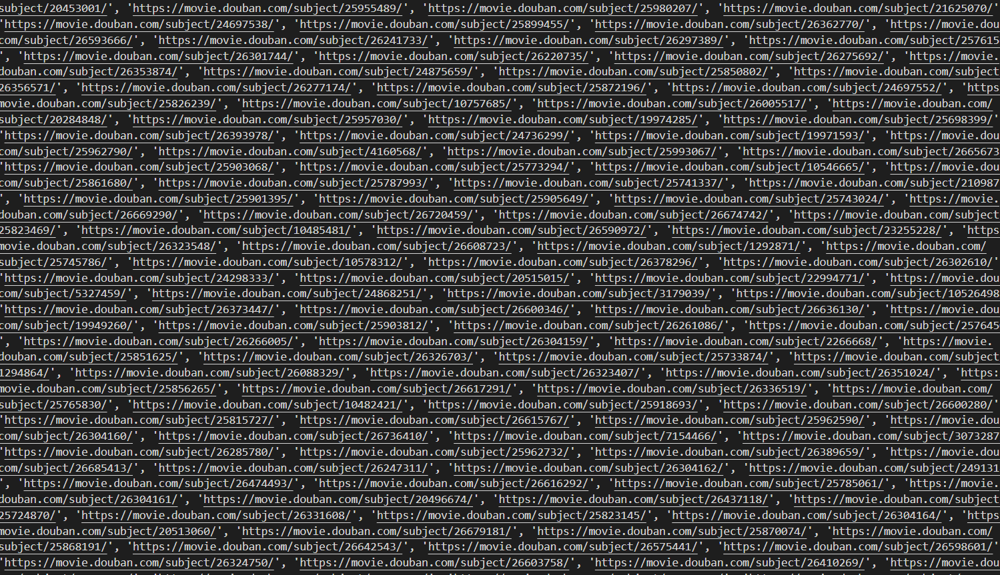 subject/20453001/', 'https://movie.douban.com/subject/25955489/', 'https://movie.douban.com/subject/25980207/', 'https://movie.douban.com/subject/21625070/'
'https://movie.douban.com/subject/24697538/', 'https://movie.douban.com/subject/25899455/', 'https://movie.douban.com/subject/26362770/', 'https://movie.dou
com/subject/26593666/', 'https://movie.douban.com/subject/26241733/', 'https://movie.douban.com/subject/26297389/', 'https://movie.douban.com/subject/257615
', 'https://movie.douban.com/subject/26301744/', 'https://movie.douban.com/subject/26220735/', 'https://movie.douban.com/subject/26275692/', 'https://movie.
douban.com/subject/26353874/', 'https://movie.douban.com/subject/24875659/', 'https://movie.douban.com/subject/25850802/', 'https://movie.douban.com/subject
26356571/', 'https://movie.douban.com/subject/26277174/', 'https://movie.douban.com/subject/25872196/', 'https://movie.douban.com/subject/24697552/', 'https
movie.douban.com/subject/25826239/', 'https://movie.douban.com/subject/10757685/', 'https://movie.douban.com/subject/26005517/', 'https://movie.douban.com/
subject/20284848/', 'https://movie.douban.com/subject/25957030/', 'https://movie.douban.com/subject/19974285/', 'https://movie.douban.com/subject/25698399/'
'https://movie.douban.com/subject/26393978/', 'https://movie.douban.com/subject/24736299/', 'https://movie.douban.com/subject/19971593/', 'https://movie.dou
com/subject/25962790/', 'https://movie.douban.com/subject/4160568/', 'https://movie.douban.com/subject/25993067/', 'https://movie.douban.com/subject/2665673
'https://movie.douban.com/subject/25903068/', 'https://movie.douban.com/subject/25773294/', 'https://movie.douban.com/subject/10546665/', 'https://movie.dou
com/subject/25861680/', 'https://movie.douban.com/subject/25787993/', 'https://movie.douban.com/subject/25741337/', 'https://movie.douban.com/subject/210987
', 'https://movie.douban.com/subject/25901395/', 'https://movie.douban.com/subject/25905649/', 'https://movie.douban.com/subject/25743024/', 'https://movie.
douban.com/subject/26669290/', 'https://movie.douban.com/subject/26720459/', 'https://movie.douban.com/subject/26674742/', 'https://movie.douban.com/subject
25823469/', 'https://movie.douban.com/subject/10485481/', 'https://movie.douban.com/subject/26590972/', 'https://movie.douban.com/subject/23255228/', 'https
movie.douban.com/subject/26323548/', 'https://movie.douban.com/subject/26608723/', 'https://movie.douban.com/subject/1292871/', 'https://movie.douban.com/
subject/25745786/', 'https://movie.douban.com/subject/10578312/', 'https://movie.douban.com/subject/26378296/', 'https://movie.douban.com/subject/26302610/'
'https://movie.douban.com/subject/24298333/', 'https://movie.douban.com/subject/20515015/', 'https://movie.douban.com/subject/22994771/', 'https://movie.dou
com/subject/5327459/', 'https://movie.douban.com/subject/24868251/', 'https://movie.douban.com/subject/3179039/', 'https://movie.douban.com/subject/10526498
'https://movie.douban.com/subject/26373447/', 'https://movie.douban.com/subject/26600346/', 'https://movie.douban.com/subject/26636130/', 'https://movie.dou
com/subject/19949260/', 'https://movie.douban.com/subject/25903812/', 'https://movie.douban.com/subject/26261086/', 'https://movie.douban.com/subject/257645
', 'https://movie.douban.com/subject/26266005/', 'https://movie.douban.com/subject/26304159/', 'https://movie.douban.com/subject/2266668/', 'https://movie.
douban.com/subject/25851625/', 'https://movie.douban.com/subject/26326703/', 'https://movie.douban.com/subject/25733874/', 'https://movie.douban.com/subject
1294864/', 'https://movie.douban.com/subject/26088329/', 'https://movie.douban.com/subject/26323407/', 'https://movie.douban.com/subject/26351024/', 'https:
movie.douban.com/subject/25856265/', 'https://movie.douban.com/subject/26617291/', 'https://movie.douban.com/subject/26336519/', 'https://movie.douban.com/
subject/25765830/', 'https://movie.douban.com/subject/10482421/', 'https://movie.douban.com/subject/25918693/', 'https://movie.douban.com/subject/26600280/'
'https://movie.douban.com/subject/25815727/', 'https://movie.douban.com/subject/26615767/', 'https://movie.douban.com/subject/25962590/', 'https://movie.dou
com/subject/26304160/', 'https://movie.douban.com/subject/26736410/', 'https://movie.douban.com/subject/7154466/', 'https://movie.douban.com/subject/3073287
'https://movie.douban.com/subject/26285780/', 'https://movie.douban.com/subject/25962732/', 'https://movie.douban.com/subject/26389659/', 'https://movie.dou
com/subject/26685413/', 'https://movie.douban.com/subject/26247311/', 'https://movie.douban.com/subject/26304162/', 'https://movie.douban.com/subject/249131
', 'https://movie.douban.com/subject/26474493/', 'https://movie.douban.com/subject/26616292/', 'https://movie.douban.com/subject/25785061/', 'https://movie.
douban.com/subject/26304161/', 'https://movie.douban.com/subject/20496674/', 'https://movie.douban.com/subject/26437118/', 'https://movie.douban.com/subject
25724870/', 'https://movie.douban.com/subject/26331608/', 'https://movie.douban.com/subject/25823145/', 'https://movie.douban.com/subject/26304164/', 'https
movie.douban.com/subject/20513060/', 'https://movie.douban.com/subject/26679181/', 'https://movie.douban.com/subject/25870074/', 'https://movie.douban.com/
subject/25868191/', 'https://movie.douban.com/subject/26642543/', 'https://movie.douban.com/subject/26575441/', 'https://movie.douban.com/subject/26598601/'
'https://movie.douban.com/subject/26324750/', 'https://movie.douban.com/subject/26603758/', 'https://movie.douban.com/subject/26410269/', 'https://movie.dou